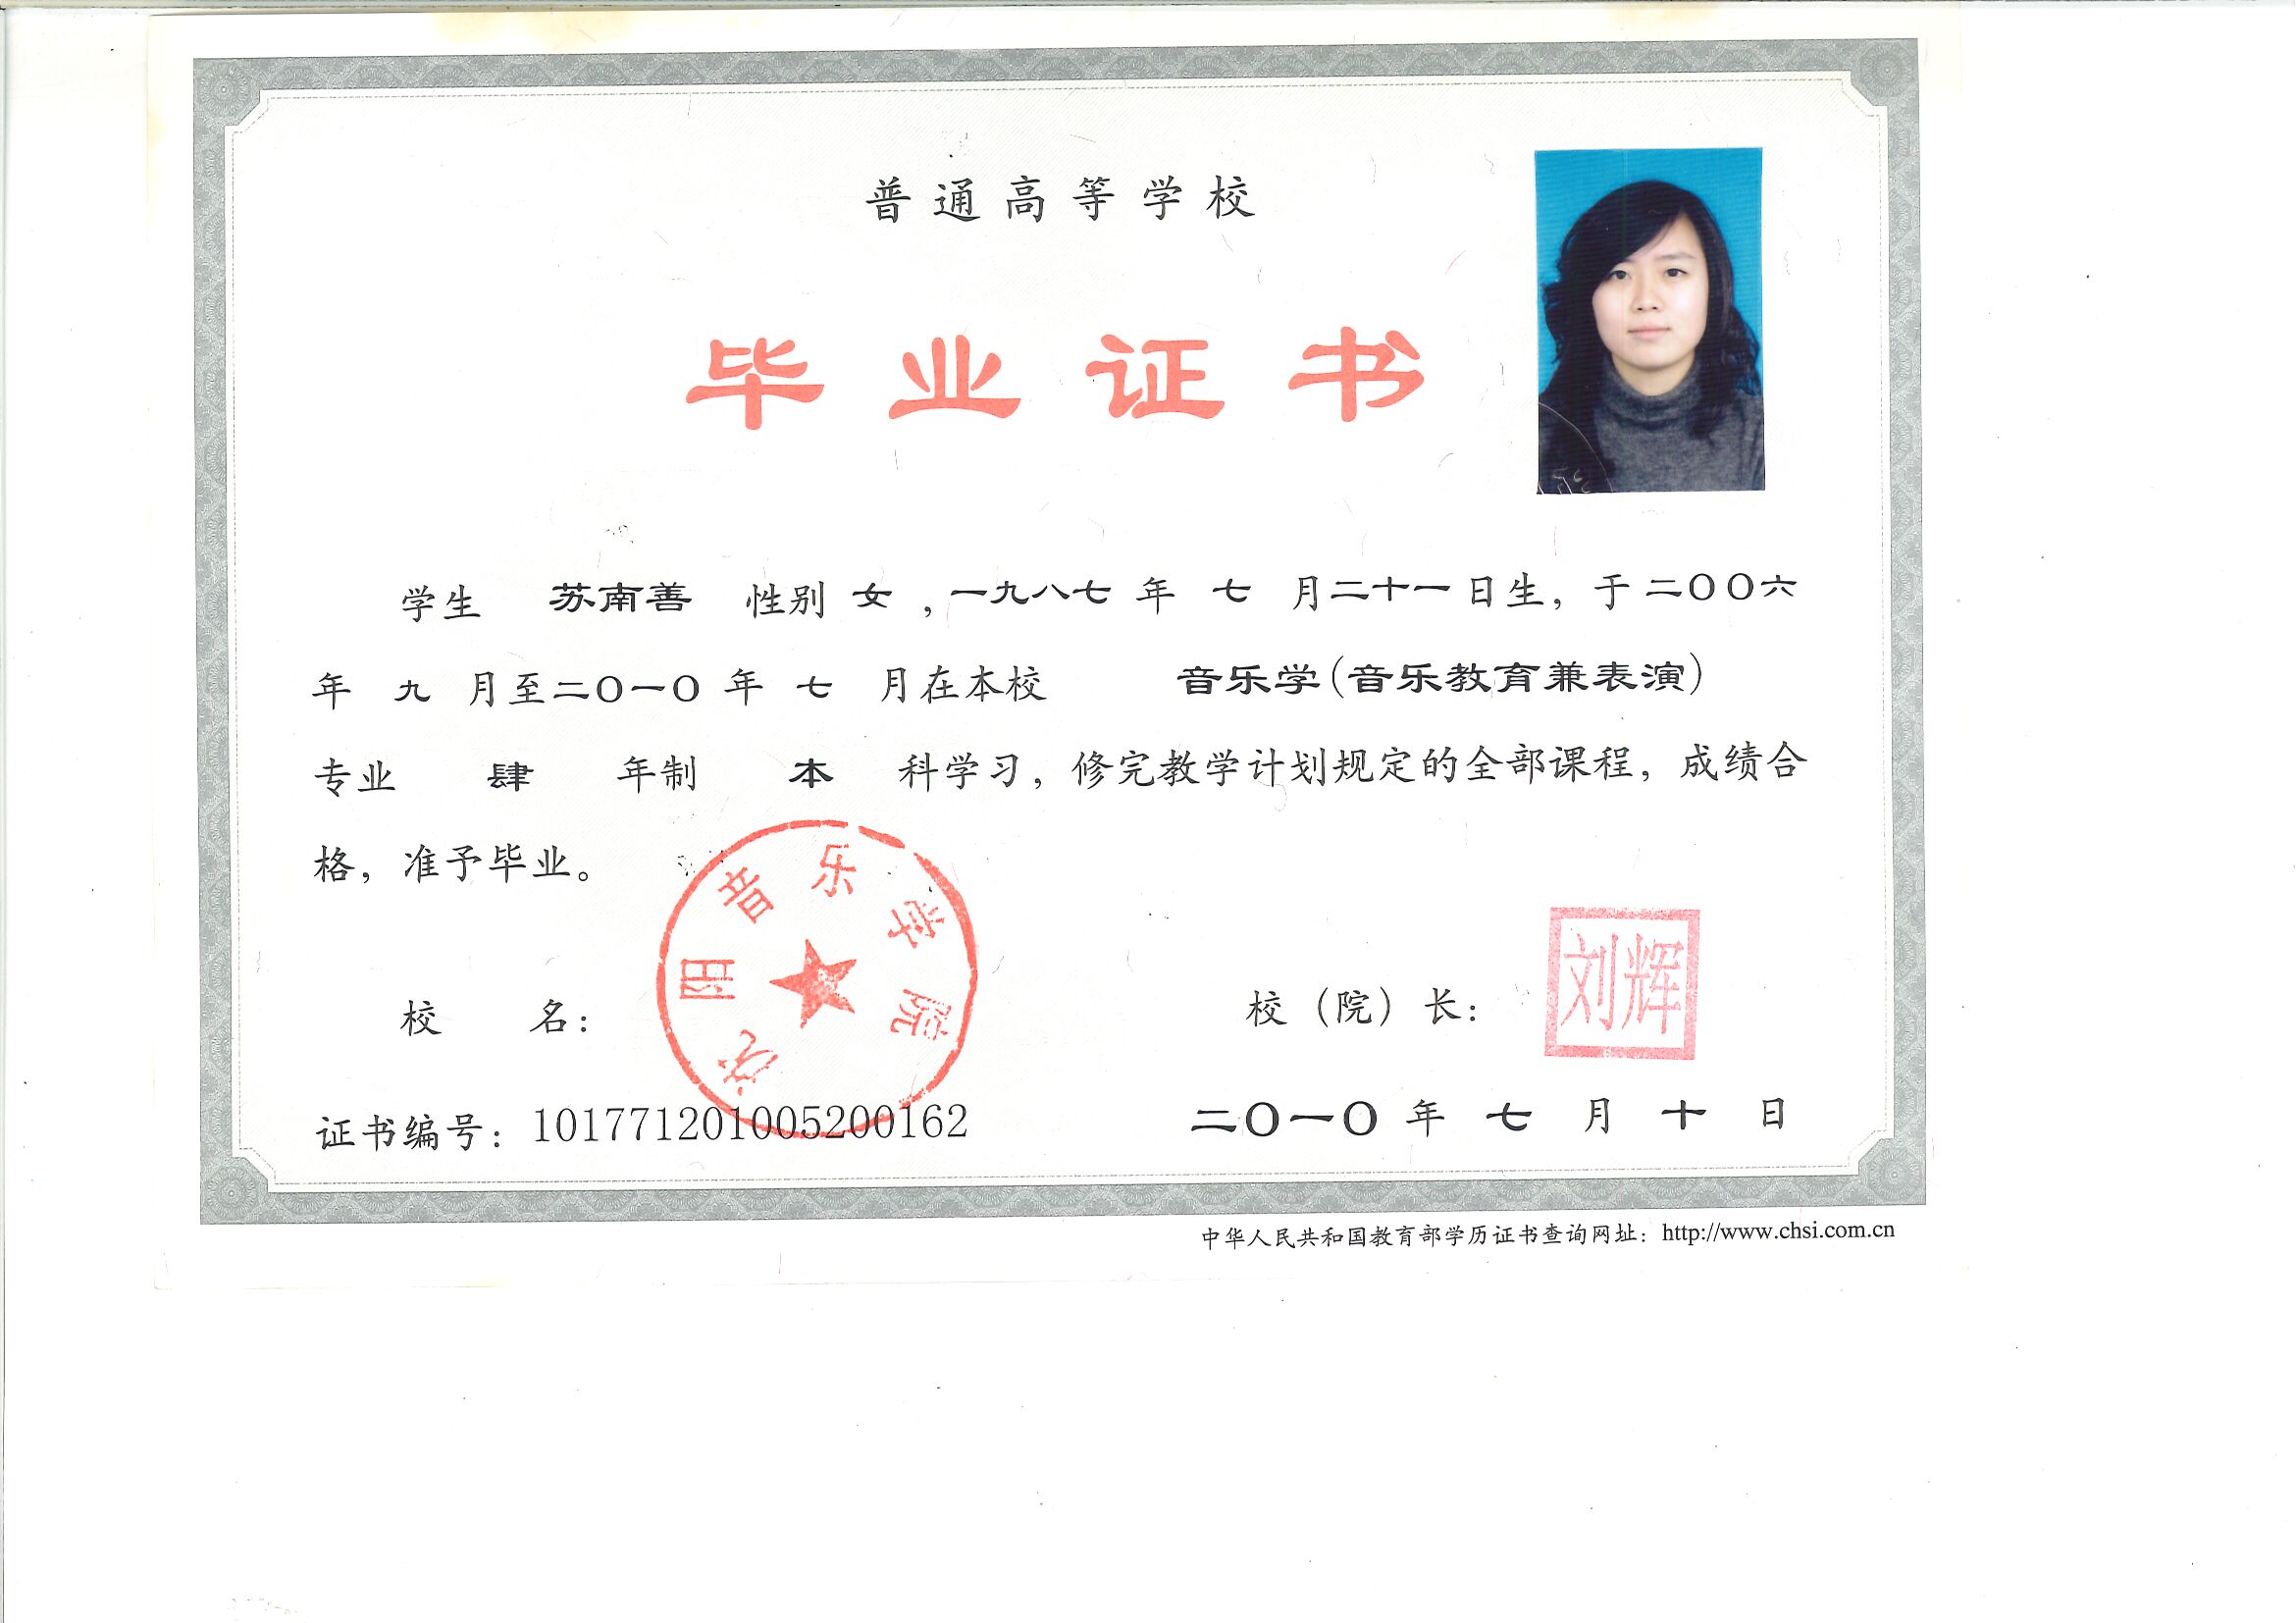 普通高等学校
毕业证书
学生 苏南善 性别 女 ,一九八七 年 七 月二十一日生，于 二〇〇六
年 九 月至二〇一〇 年 七 月在本校 音乐学(音乐教育兼表演)
专业 肆 年制 本 科学习，修完教学计划规定的全部课程，成绩合
格，准予毕业。
沈阳音乐学院
校 名：
校（院）长：
刘辉
证书编号：101771201005200162
二〇一〇 年 七 月 十 日
中华人民共和国教育部学历证书查询网址：http://www.chsi.com.cn